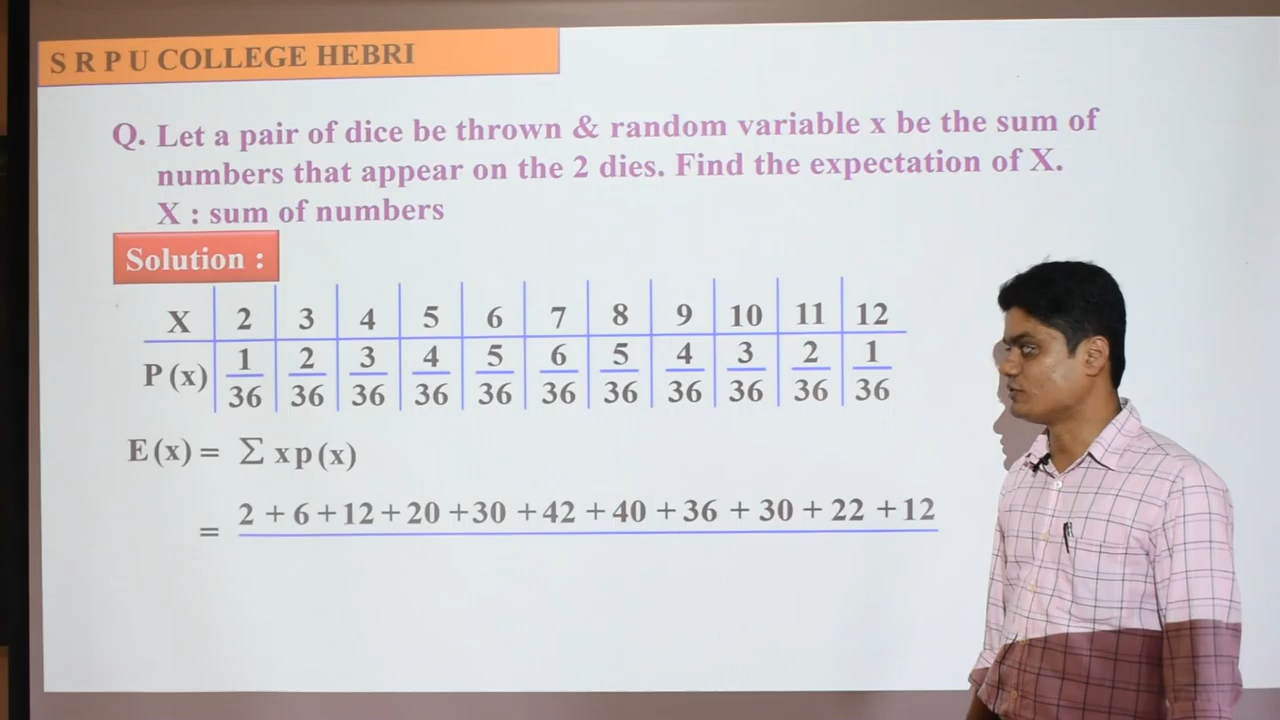 S R P U COLLEGE HEBRI
Q. Let a pair of dice be thrown & random variable x be the sum of
numbers that appear on the 2 dies. Find the expectation of X.
X : sum of numbers
Solution :
X 2 3 4 5 6 7 8 9 10 11 12
P (x) 1/36 2/36 3/36 4/36 5/36 6/36 5/36 4/36 3/36 2/36 1/36
E (x) = Σ x p (x)
= 2 + 6 + 12 + 20 + 30 + 42 + 40 + 36 + 30 + 22 + 12